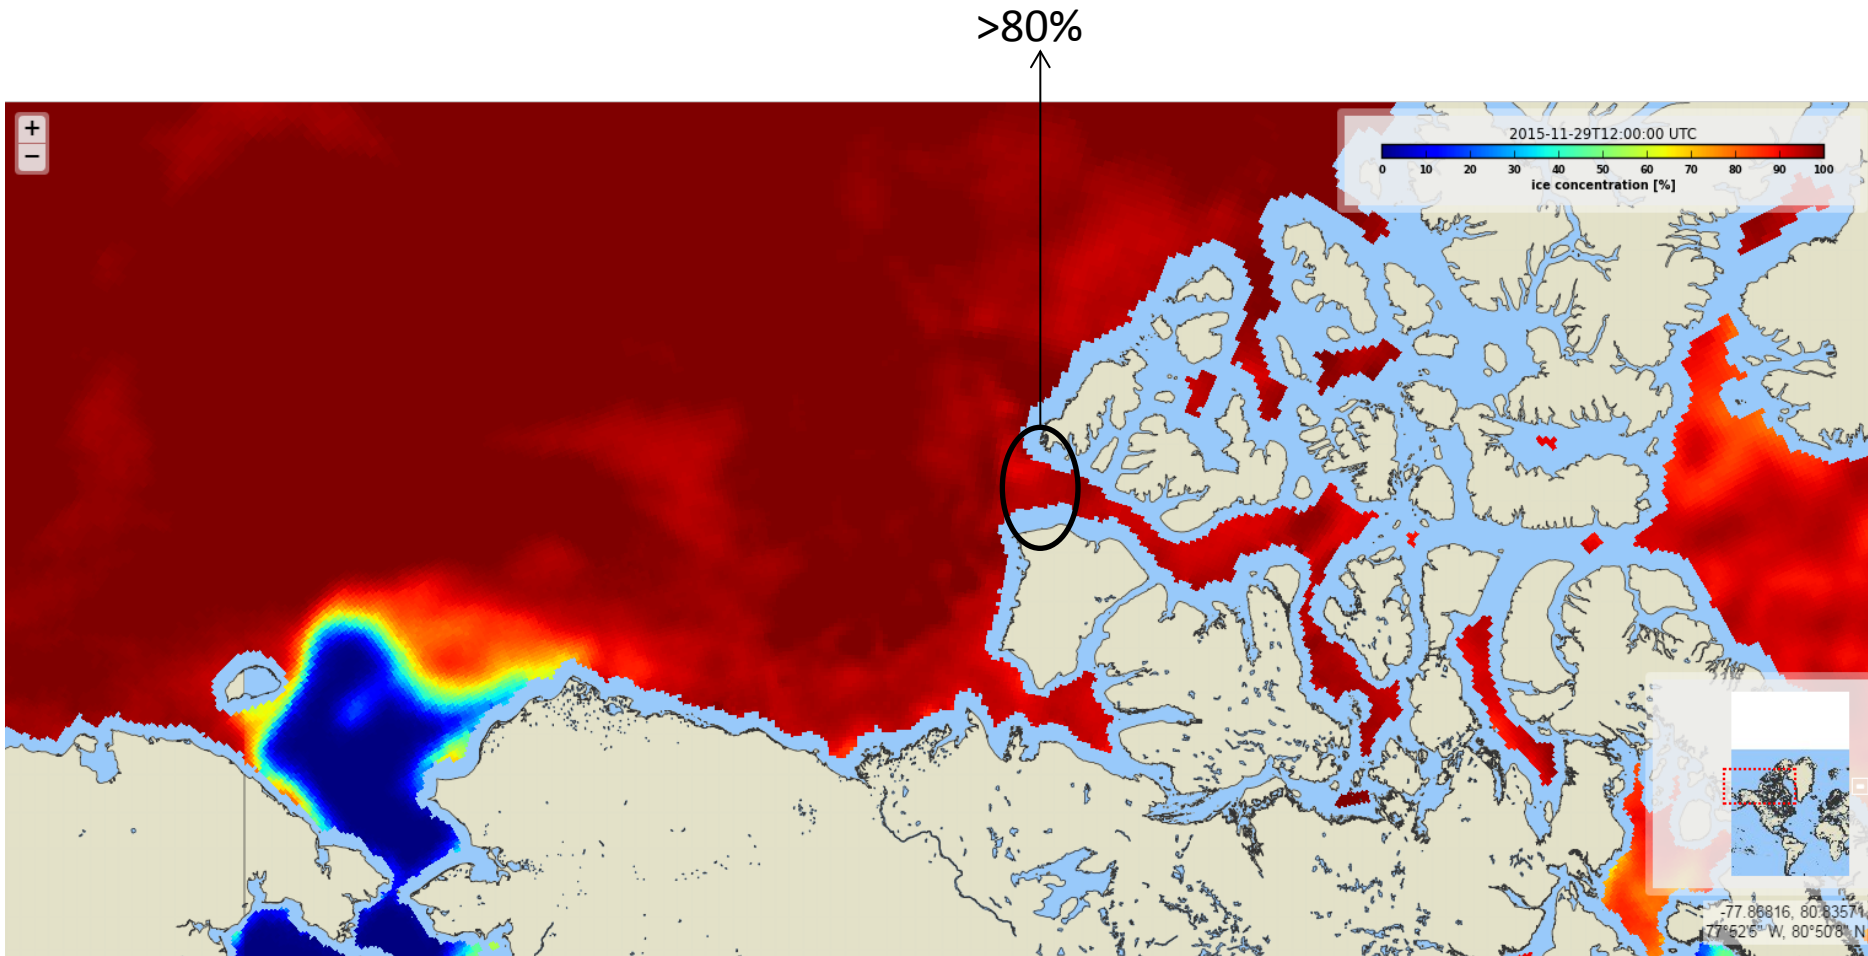 >80%
+
−
2015-11-29T12:00:00 UTC
0 10 20 30 40 50 60 70 80 90 100
ice concentration [%]
-77.86816, 80.83571
77°52'5" W, 80°50'8" N